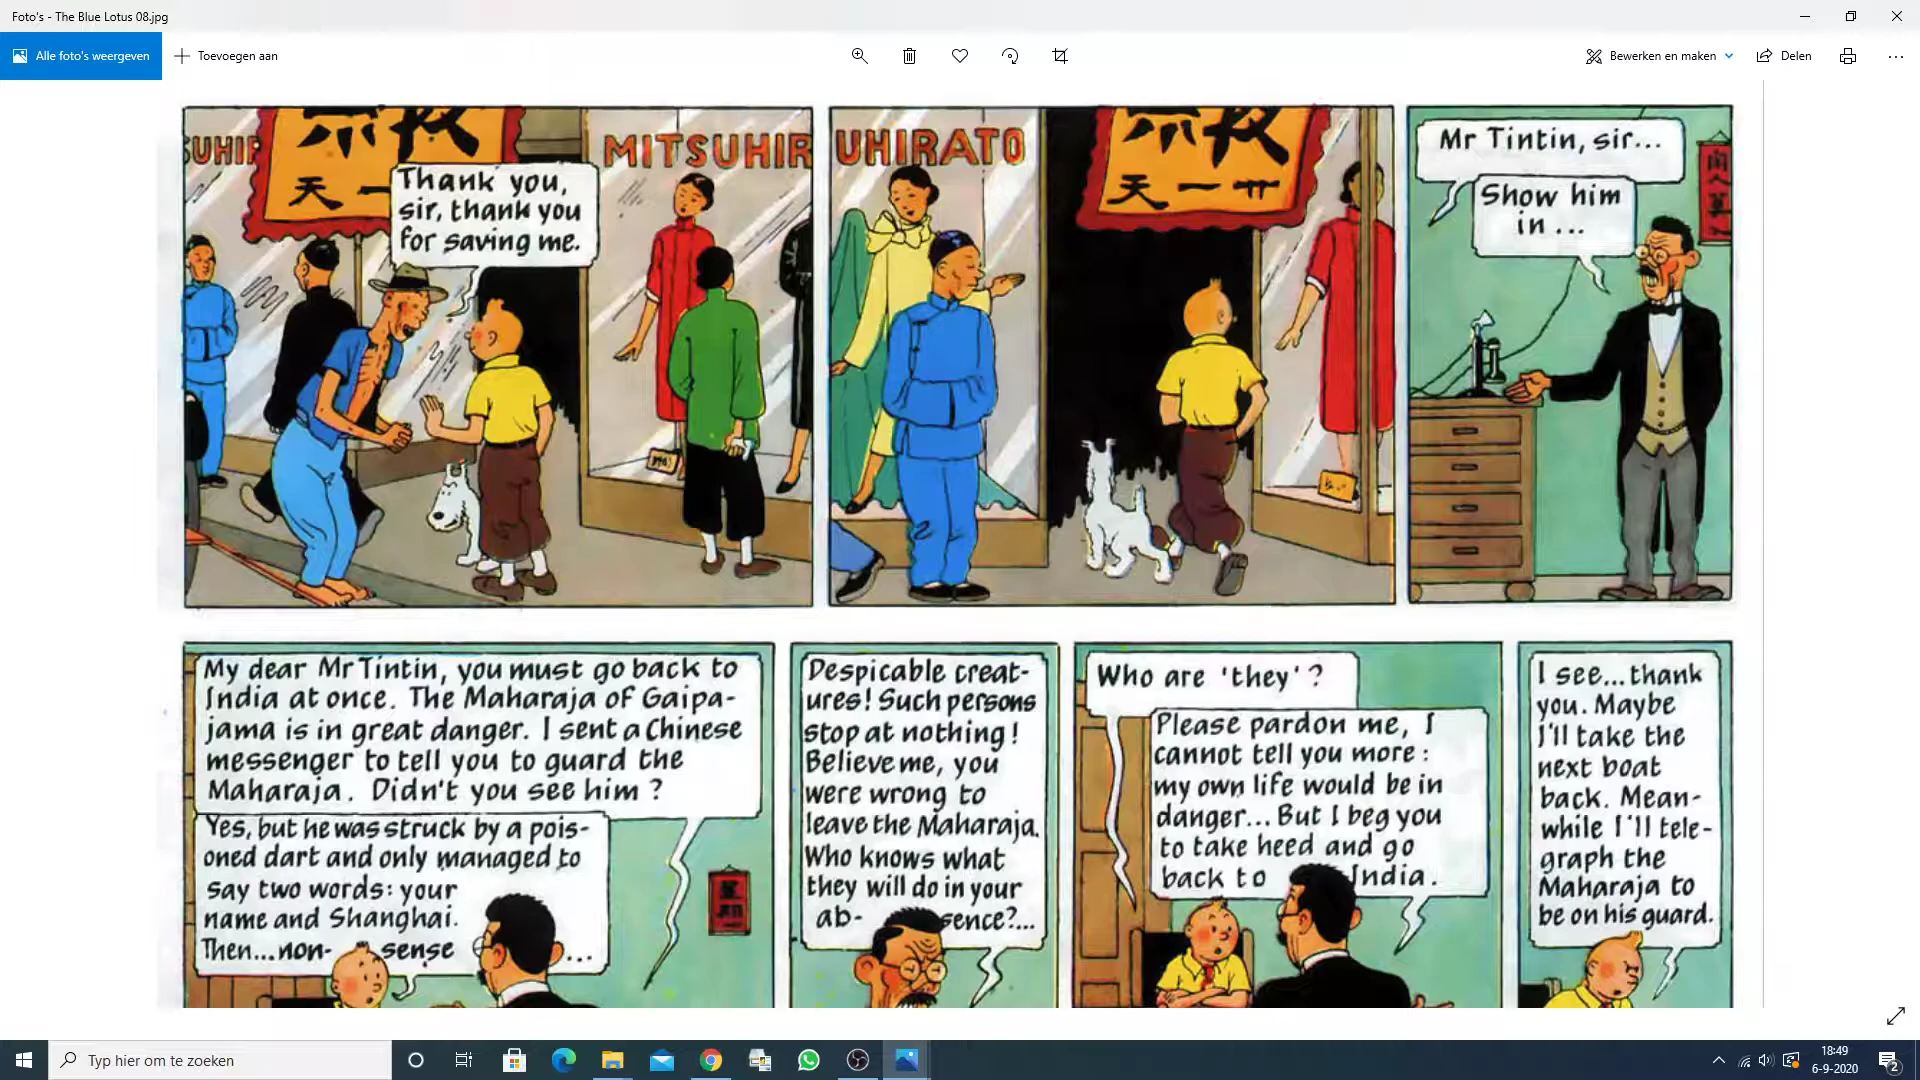 Foto's - The Blue Lotus 08.jpg
Alle foto's weergeven
Toevoegen aan
Bewerken en maken
Delen
SUHIR
天一
MITSUHIR
Thank you,
sir, thank you
for saving me.
UHIRATO
天一
Mr Tintin, sir...
Show him
in ...
My dear Mr Tintin, you must go back to
India at once. The Maharaja of Gaipa-
jama is in great danger. I sent a Chinese
messenger to tell you to guard the
Maharaja. Didn't you see him ?
Yes, but he was struck by a pois-
oned dart and only managed to
say two words: your
name and Shanghai.
Then...non- sense ...
Despicable creat-
ures! Such persons
stop at nothing!
Believe me, you
were wrong to
leave the Maharaja.
Who knows what
they will do in your
ab- sence?...
Who are 'they' ?
Please pardon me, I
cannot tell you more :
my own life would be in
danger... But I beg you
to take heed and go
back to India.
I see...thank
you. Maybe
I'll take the
next boat
back. Mean-
while I'll tele-
graph the
Maharaja to
be on his guard.
Typ hier om te zoeken
18:49
6-9-2020
2